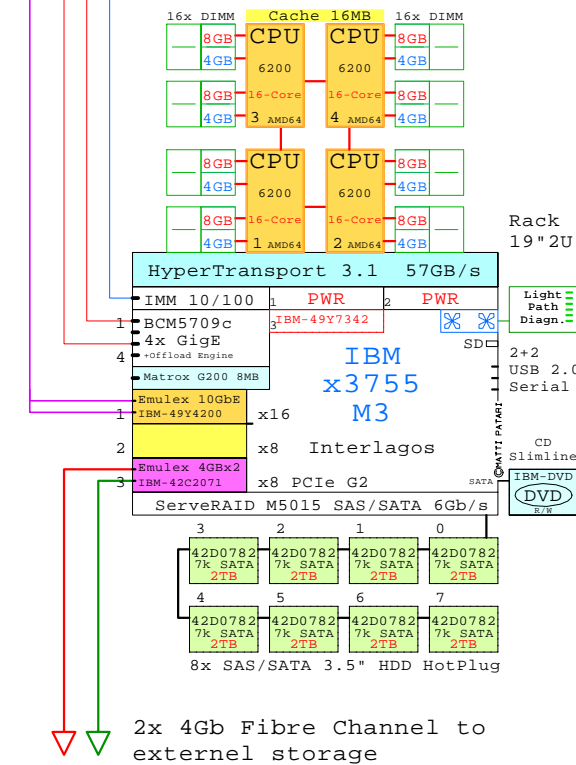 16x DIMM Cache 16MB 16x DIMM
8GB CPU CPU 8GB
4GB 6200 6200 4GB
8GB 16-Core 16-Core 8GB
4GB 3 AMD64 4 AMD64 4GB
8GB CPU CPU 8GB
4GB 6200 6200 4GB
8GB 16-Core 16-Core 8GB
4GB 1 AMD64 2 AMD64 4GB
Rack
19"2U
HyperTransport 3.1 57GB/s
IMM 10/100 1 PWR 2 PWR
Light
Path
Diagn.
1 BCM5709c 3 IBM-49Y7342
4x GigE
4 +Offload Engine
SD
IBM
x3755
M3
2+2
USB 2.0
Serial
Matrox G200 8MB
Emulex 10GbE
1 IBM-49Y4200 x16
©MATTI PATARI
2 x8 Interlagos
CD
Slimline
Emulex 4GBx2
3 IBM-42C2071 x8 PCIe G2 SATA
IBM-DVD
DVD
R/W
ServeRAID M5015 SAS/SATA 6Gb/s
3 2 1 0
42D0782 42D0782 42D0782 42D0782
7k SATA 7k SATA 7k SATA 7k SATA
2TB 2TB 2TB 2TB
4 5 6 7
42D0782 42D0782 42D0782 42D0782
7k SATA 7k SATA 7k SATA 7k SATA
2TB 2TB 2TB 2TB
8x SAS/SATA 3.5" HDD HotPlug
2x 4Gb Fibre Channel to
externel storage